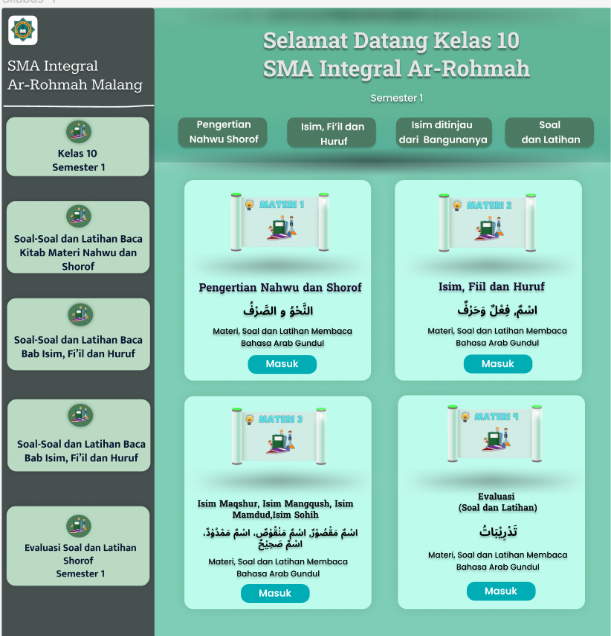 Silabus -1
SMA Integral
Ar-Rohmah Malang
Kelas 10
Semester 1
Soal-Soal dan Latihan Baca
Kitab Materi Nahwu dan
Shorof
Soal-Soal dan Latihan Baca
Bab Isim, Fi'il dan Huruf
Soal-Soal dan Latihan Baca
Bab Isim, Fi'il dan Huruf
Evaluasi Soal dan Latihan
Shorof
Semester 1
Selamat Datang Kelas 10
SMA Integral Ar-Rohmah
Semester 1
Pengertian
Nahwu Shorof
Isim, Fi'il dan
Huruf
Isim ditinjau
dari Bangunanya
Soal
dan Latihan
MATERI 1
Pengertian Nahwu dan Shorof
النَّحْوُ و الصَّرْفُ
Materi, Soal dan Latihan Membaca
Bahasa Arab Gundul
Masuk
MATERI 2
Isim, Fiil dan Huruf
اسْمٌ, فِعْلٌ وَحَرْفٌ
Materi, Soal dan Latihan Membaca
Bahasa Arab Gundul
Masuk
MATERI 3
Isim Maqshur, Isim Mangqush, Isim
Mamdud,Isim Sohih
اسْمٌ مَقْصُوْرٌ, اسْمٌ مَنْقُوْصٌ, اسْمٌ مَمْدُوْدٌ,
اسْمٌ صَحِيْحٌ
Materi, Soal dan Latihan Membaca
Bahasa Arab Gundul
Masuk
MATERI 4
Evaluasi
(Soal dan Latihan)
تَدْرِيْبَاتُ
Materi, Soal dan Latihan Membaca
Bahasa Arab Gundul
Masuk